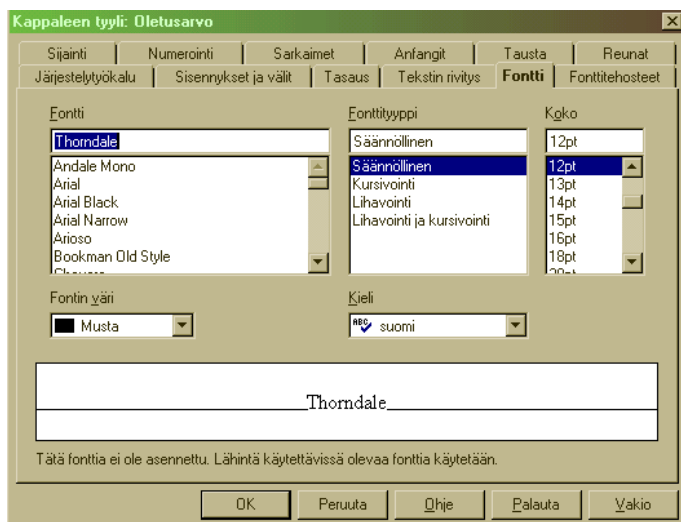 Kappaleen tyyli: Oletusarvo
Sijainti Numerointi Sarkaimet Anfangit Tausta Reunat
Järjestelytyökalu Sisennykset ja välit Tasaus Tekstin rivitys Fontti Fonttitehosteet
Fontti Fonttityyppi Koko
Thorndale Säännöllinen 12pt
Andale Mono Säännöllinen 12pt
Arial Kursivointi 13pt
Arial Black Lihavointi 14pt
Arial Narrow Lihavointi ja kursivointi 15pt
Arioso 16pt
Bookman Old Style 18pt
Fontin väri Kieli
Musta ABC suomi
Thorndale
Tätä fonttia ei ole asennettu. Lähintä käytettävissä olevaa fonttia käytetään.
OK Peruuta Ohje Palauta Vakio